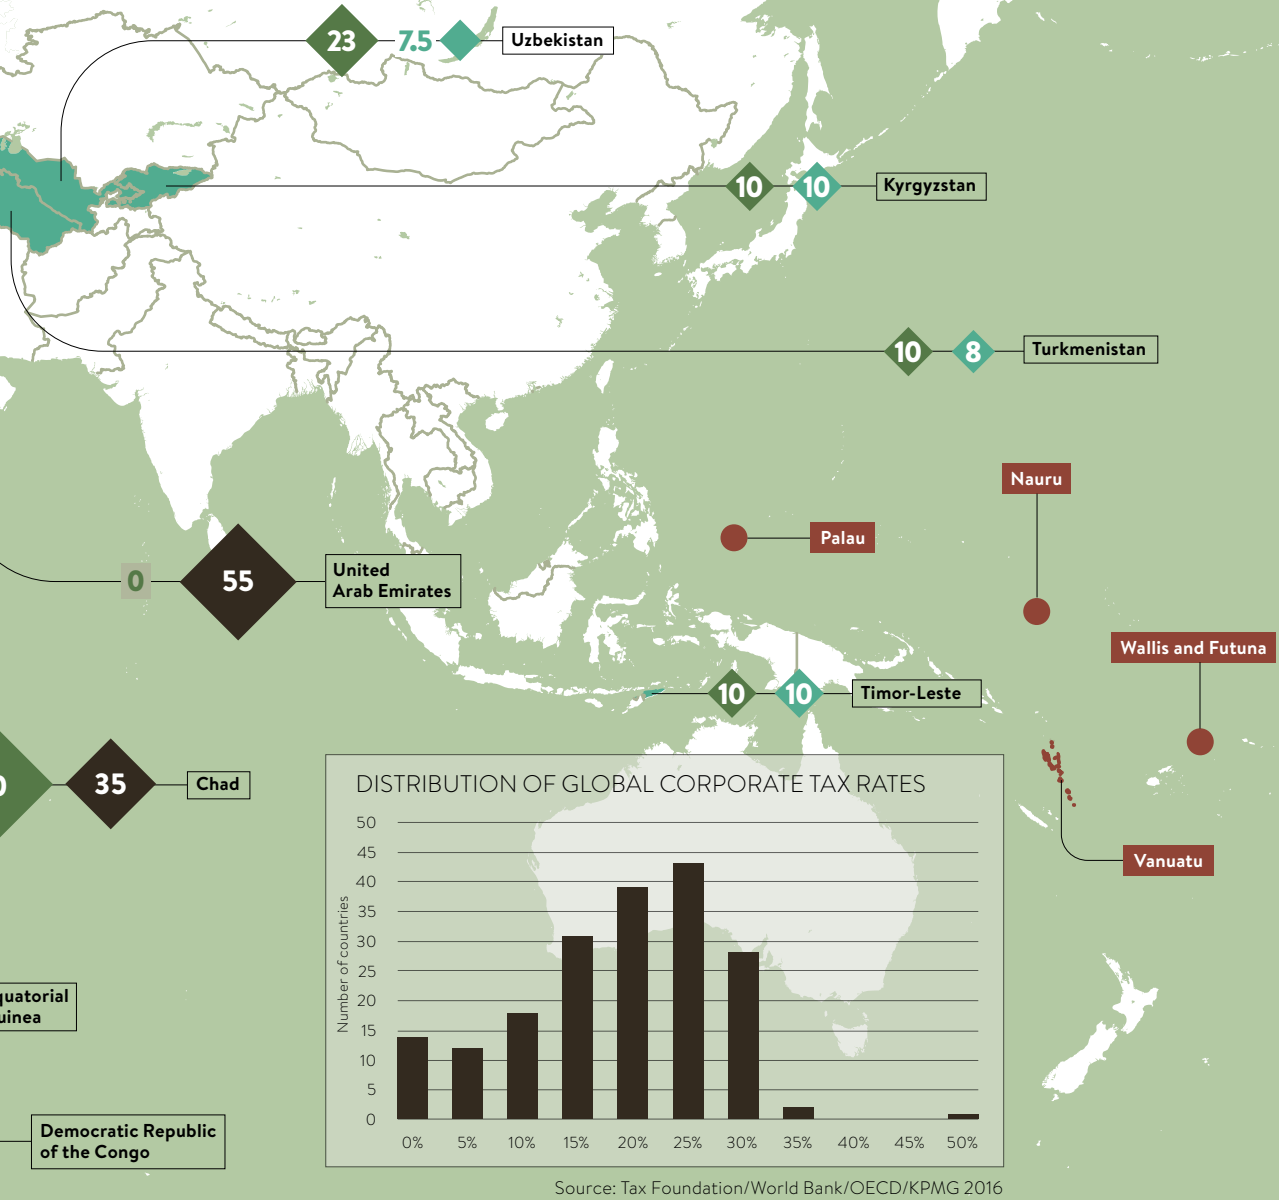 23 7.5 Uzbekistan
10 10 Kyrgyzstan
10 8 Turkmenistan
Nauru
Palau
0 55 United
Arab Emirates
Wallis and Futuna
10 10 Timor-Leste
35 Chad
Vanuatu
DISTRIBUTION OF GLOBAL CORPORATE TAX RATES
Number of countries
50
45
40
35
30
25
20
15
10
5
0
0% 5% 10% 15% 20% 25% 30% 35% 40% 45% 50%
quatorial
uinea
Democratic Republic
of the Congo
Source: Tax Foundation/World Bank/OECD/KPMG 2016